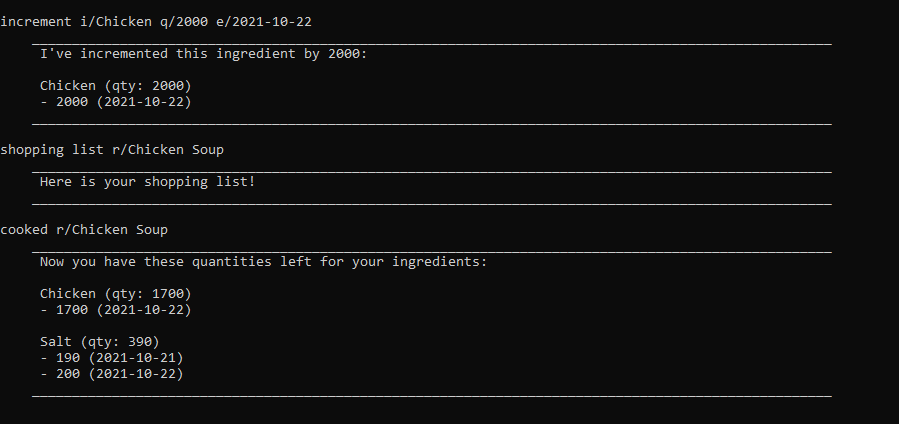 increment i/Chicken q/2000 e/2021-10-22
I've incremented this ingredient by 2000:
Chicken (qty: 2000)
- 2000 (2021-10-22)
shopping list r/Chicken Soup
Here is your shopping list!
cooked r/Chicken Soup
Now you have these quantities left for your ingredients:
Chicken (qty: 1700)
- 1700 (2021-10-22)
Salt (qty: 390)
- 190 (2021-10-21)
- 200 (2021-10-22)